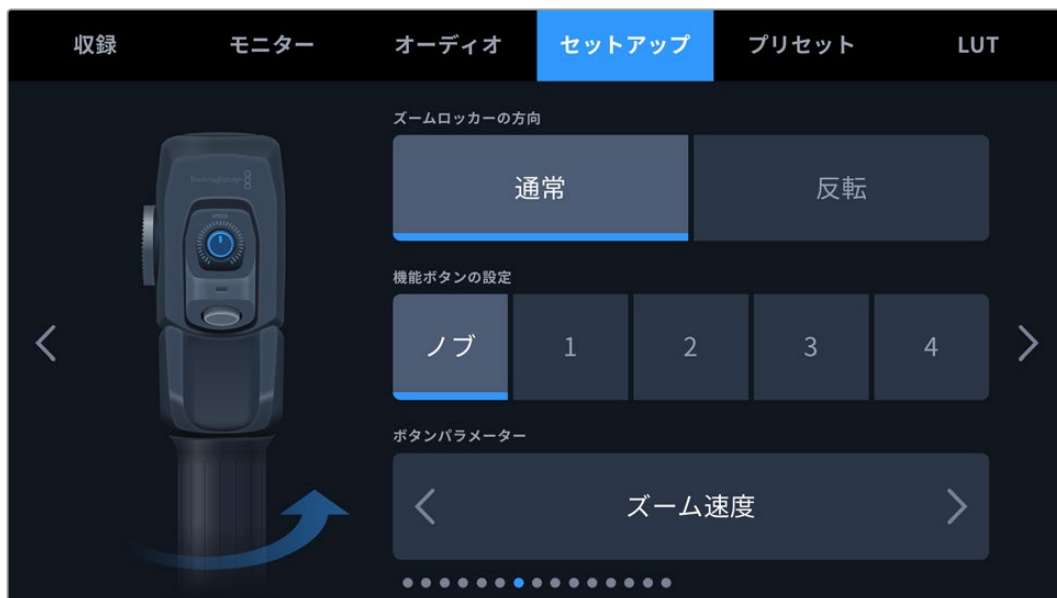 収録 モニター オーディオ セットアップ プリセット LUT
ズームロッカーの方向
通常 反転
Blackmagicdesign
SPEED
機能ボタンの設定
ノブ 1 2 3 4
ボタンパラメーター
ズーム速度